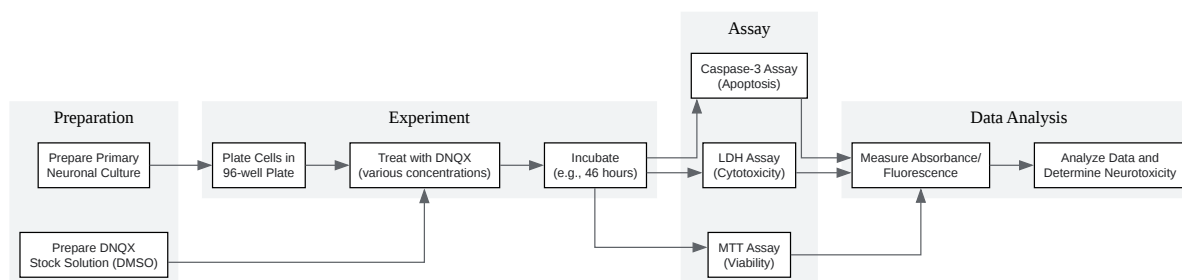 Preparation
Prepare Primary
Neuronal Culture
Prepare DNQX
Stock Solution (DMSO)
Experiment
Plate Cells in
96-well Plate
Treat with DNQX
(various concentrations)
Incubate
(e.g., 46 hours)
Assay
Caspase-3 Assay
(Apoptosis)
LDH Assay
(Cytotoxicity)
MTT Assay
(Viability)
Data Analysis
Measure Absorbance/
Fluorescence
Analyze Data and
Determine Neurotoxicity